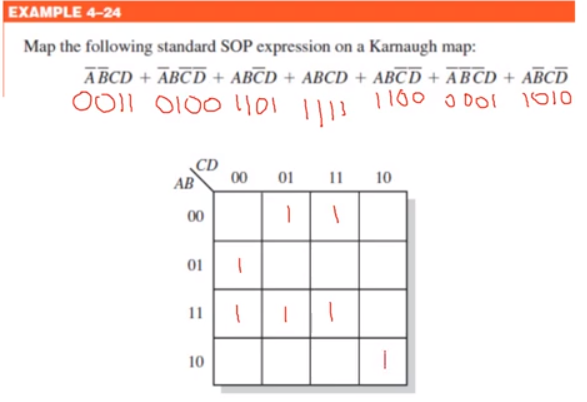 EXAMPLE 4–24
Map the following standard SOP expression on a Karnaugh map:
A̅B̅CD + A̅BC̅D̅ + ABC̅D + ABCD + ABC̅D̅ + A̅B̅C̅D + AB̅CD̅
0011 0100 1101 1111 1100 0001 1010
CD
AB 00 01 11 10
00 1 1
01 1
11 1 1 1
10 1